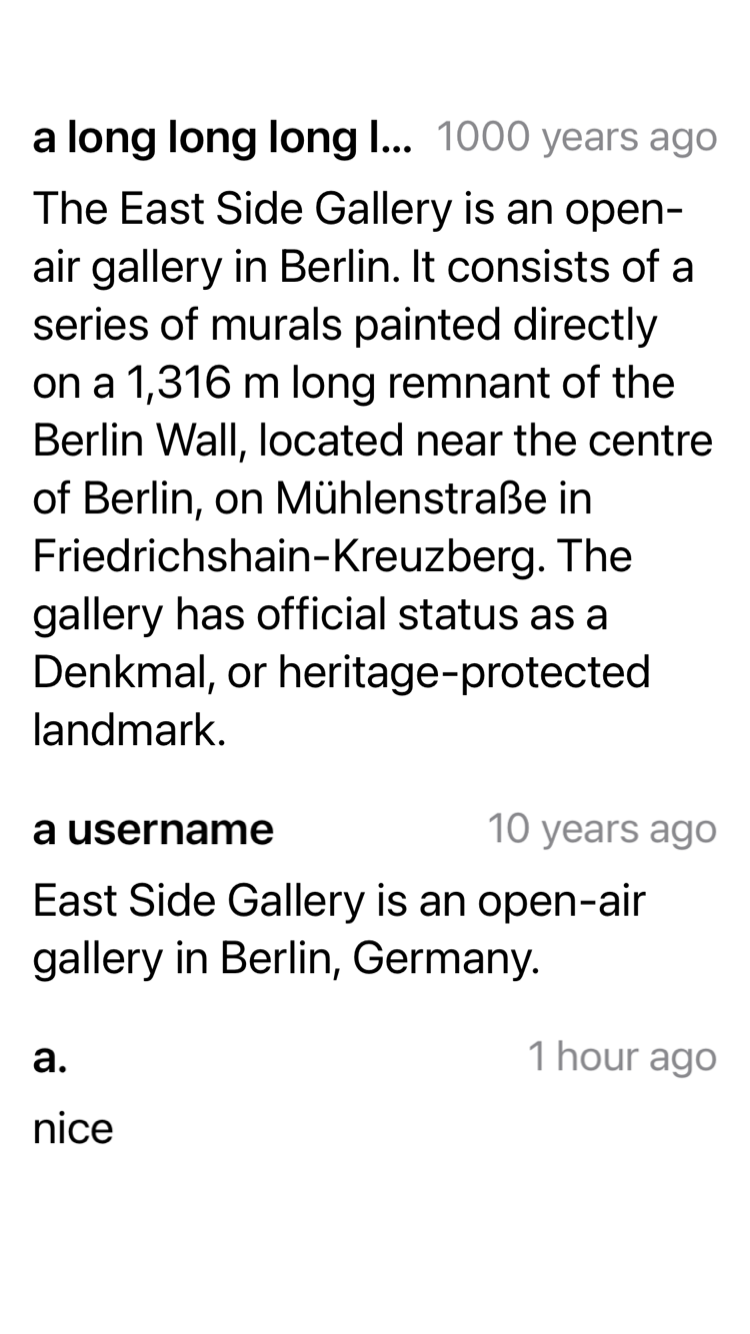 a long long long l... 1000 years ago
The East Side Gallery is an open-
air gallery in Berlin. It consists of a
series of murals painted directly
on a 1,316 m long remnant of the
Berlin Wall, located near the centre
of Berlin, on Mühlenstraße in
Friedrichshain-Kreuzberg. The
gallery has official status as a
Denkmal, or heritage-protected
landmark.
a username 10 years ago
East Side Gallery is an open-air
gallery in Berlin, Germany.
a. 1 hour ago
nice